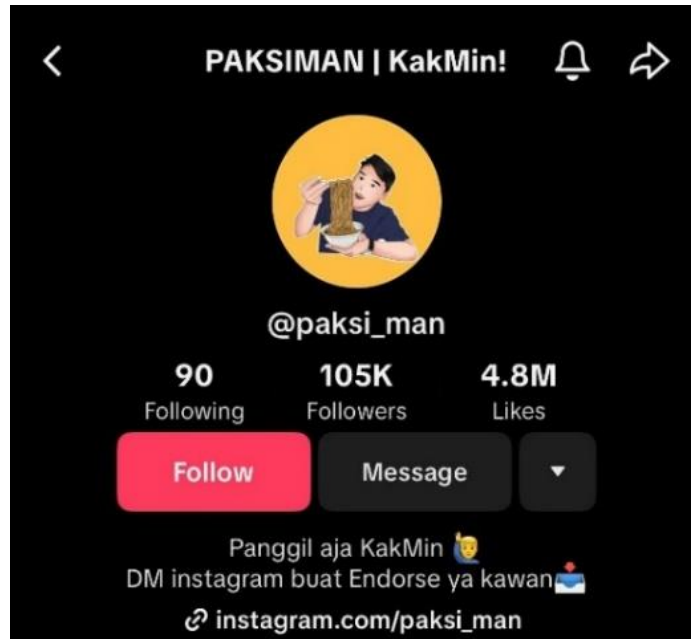 PAKSIMAN | KakMin!
@paksi_man
90 105K 4.8M
Following Followers Likes
Follow Message
Panggil aja KakMin 🙋‍♂️
DM instagram buat Endorse ya kawan📥
instagram.com/paksi_man